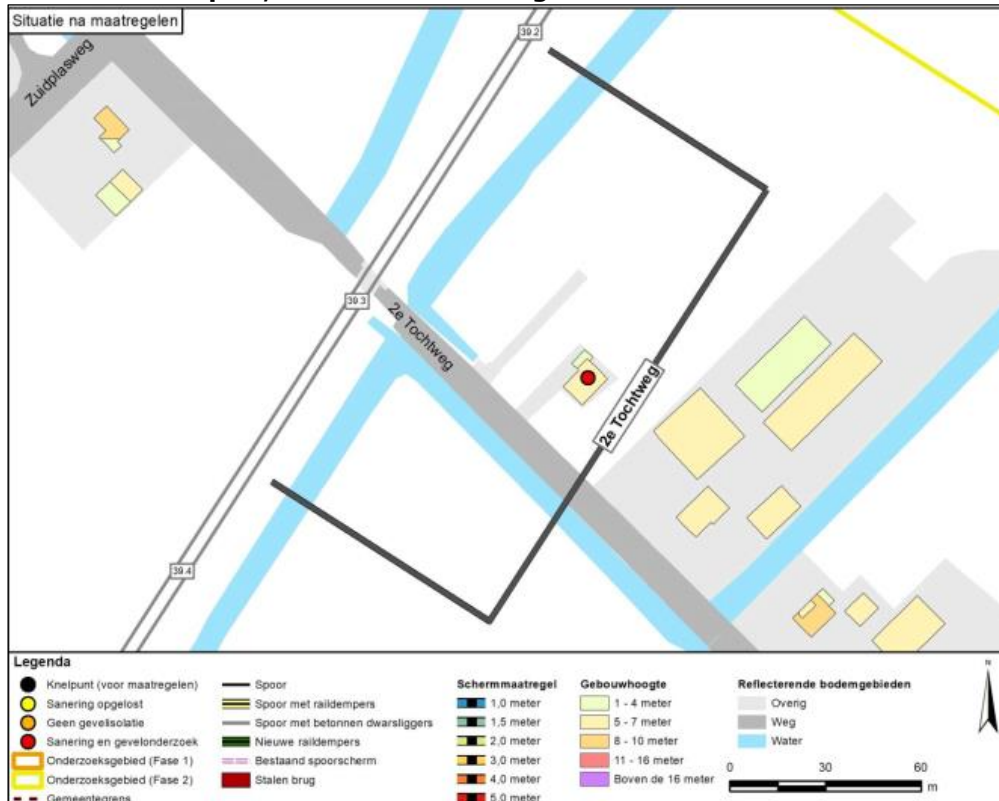 Situatie na maatregelen
Zuidplasweg
39.2
39.3
2e Tochtweg
2e Tochtweg
39.4
Legenda
Knelpunt (voor maatregelen)
Sanering opgelost
Geen gevelisolatie
Sanering en gevelonderzoek
Onderzoeksgebied (Fase 1)
Onderzoeksgebied (Fase 2)
Gemeentegrens
Spoor
Spoor met raildempers
Spoor met betonnen dwarsliggers
Nieuwe raildempers
Bestaand spoorscherm
Stalen brug
Schermmaatregel
1,0 meter
1,5 meter
2,0 meter
3,0 meter
4,0 meter
5,0 meter
Gebouwhoogte
1 - 4 meter
5 - 7 meter
8 - 10 meter
11 - 16 meter
Boven de 16 meter
Reflecterende bodemgebieden
Overig
Weg
Water
N
0 30 60
m